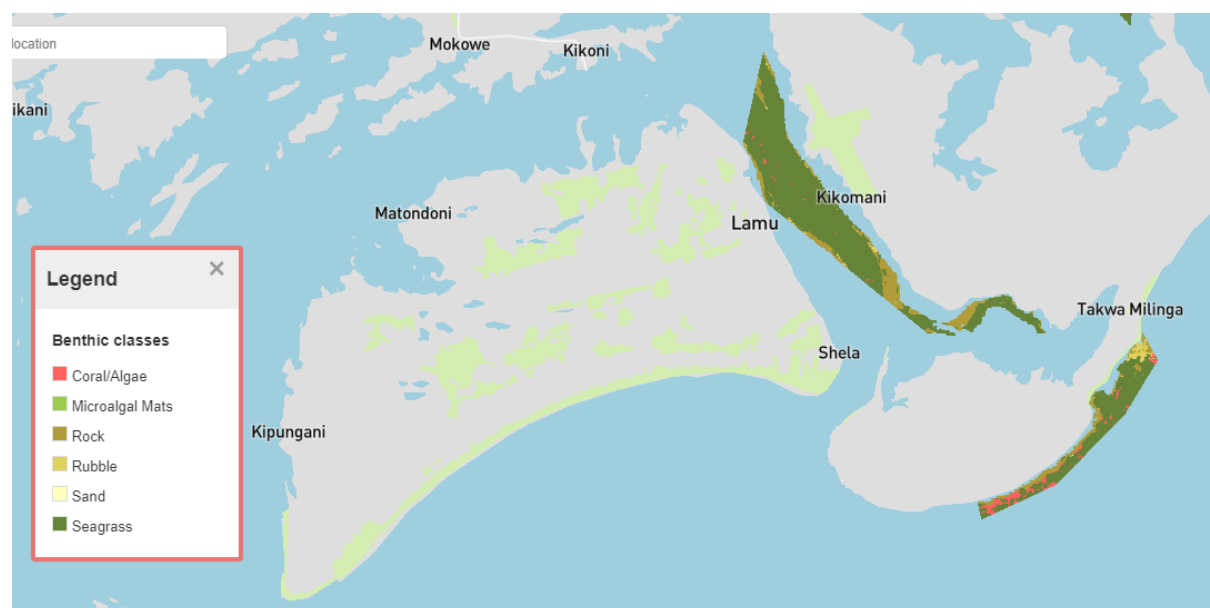 location
Mokowe
Kikoni
ikani
Matondoni
Kikomani
Lamu
Takwa Milinga
Shela
Kipungani
Legend
Benthic classes
Coral/Algae
Microalgal Mats
Rock
Rubble
Sand
Seagrass